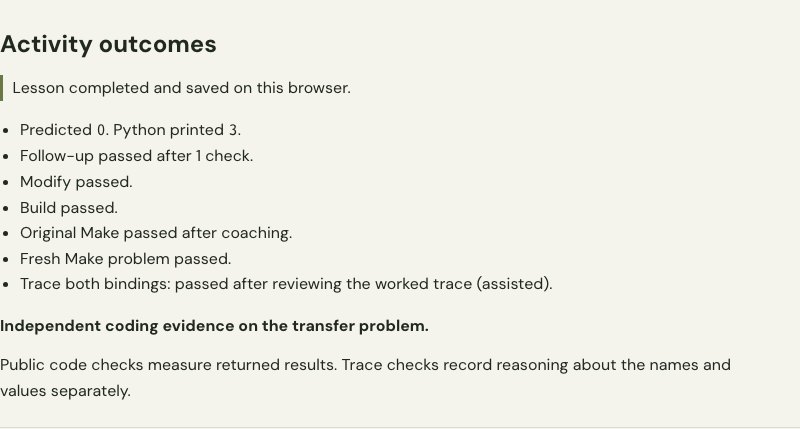 Activity outcomes
Lesson completed and saved on this browser.
• Predicted 0. Python printed 3.
• Follow-up passed after 1 check.
• Modify passed.
• Build passed.
• Original Make passed after coaching.
• Fresh Make problem passed.
• Trace both bindings: passed after reviewing the worked trace (assisted).
Independent coding evidence on the transfer problem.
Public code checks measure returned results. Trace checks record reasoning about the names and
values separately.